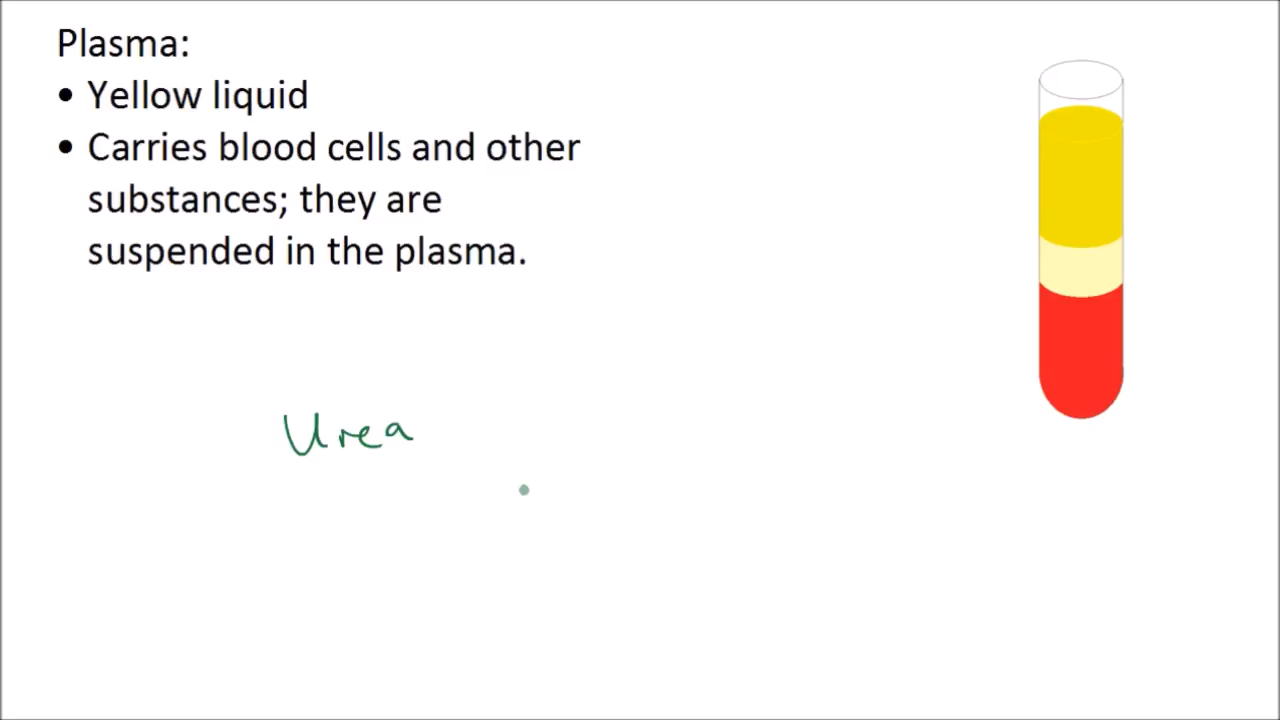 Plasma:
• Yellow liquid
• Carries blood cells and other
substances; they are
suspended in the plasma.
Urea